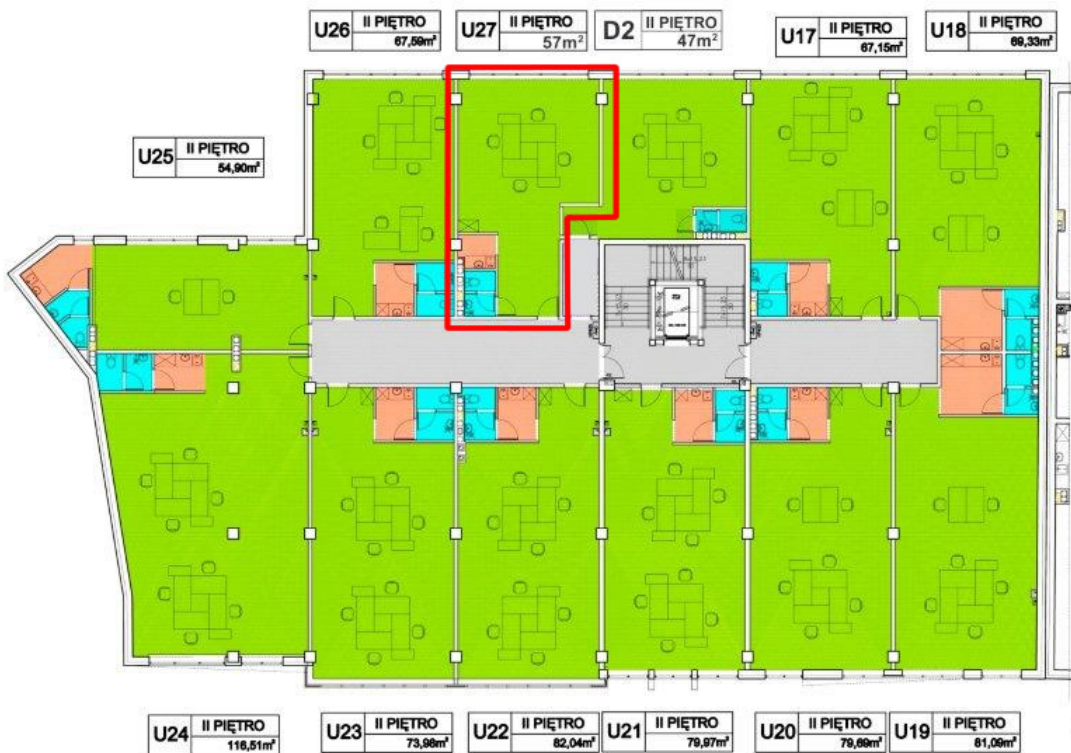 U26 II PIĘTRO
67,59m²
U27 II PIĘTRO
57m²
D2 II PIĘTRO
47m²
U17 II PIĘTRO
67,15m²
U18 II PIĘTRO
69,33m²
U25 II PIĘTRO
54,90m²
U24 II PIĘTRO
116,51m²
U23 II PIĘTRO
73,98m²
U22 II PIĘTRO
82,04m²
U21 II PIĘTRO
79,97m²
U20 II PIĘTRO
79,69m²
U19 II PIĘTRO
81,09m²